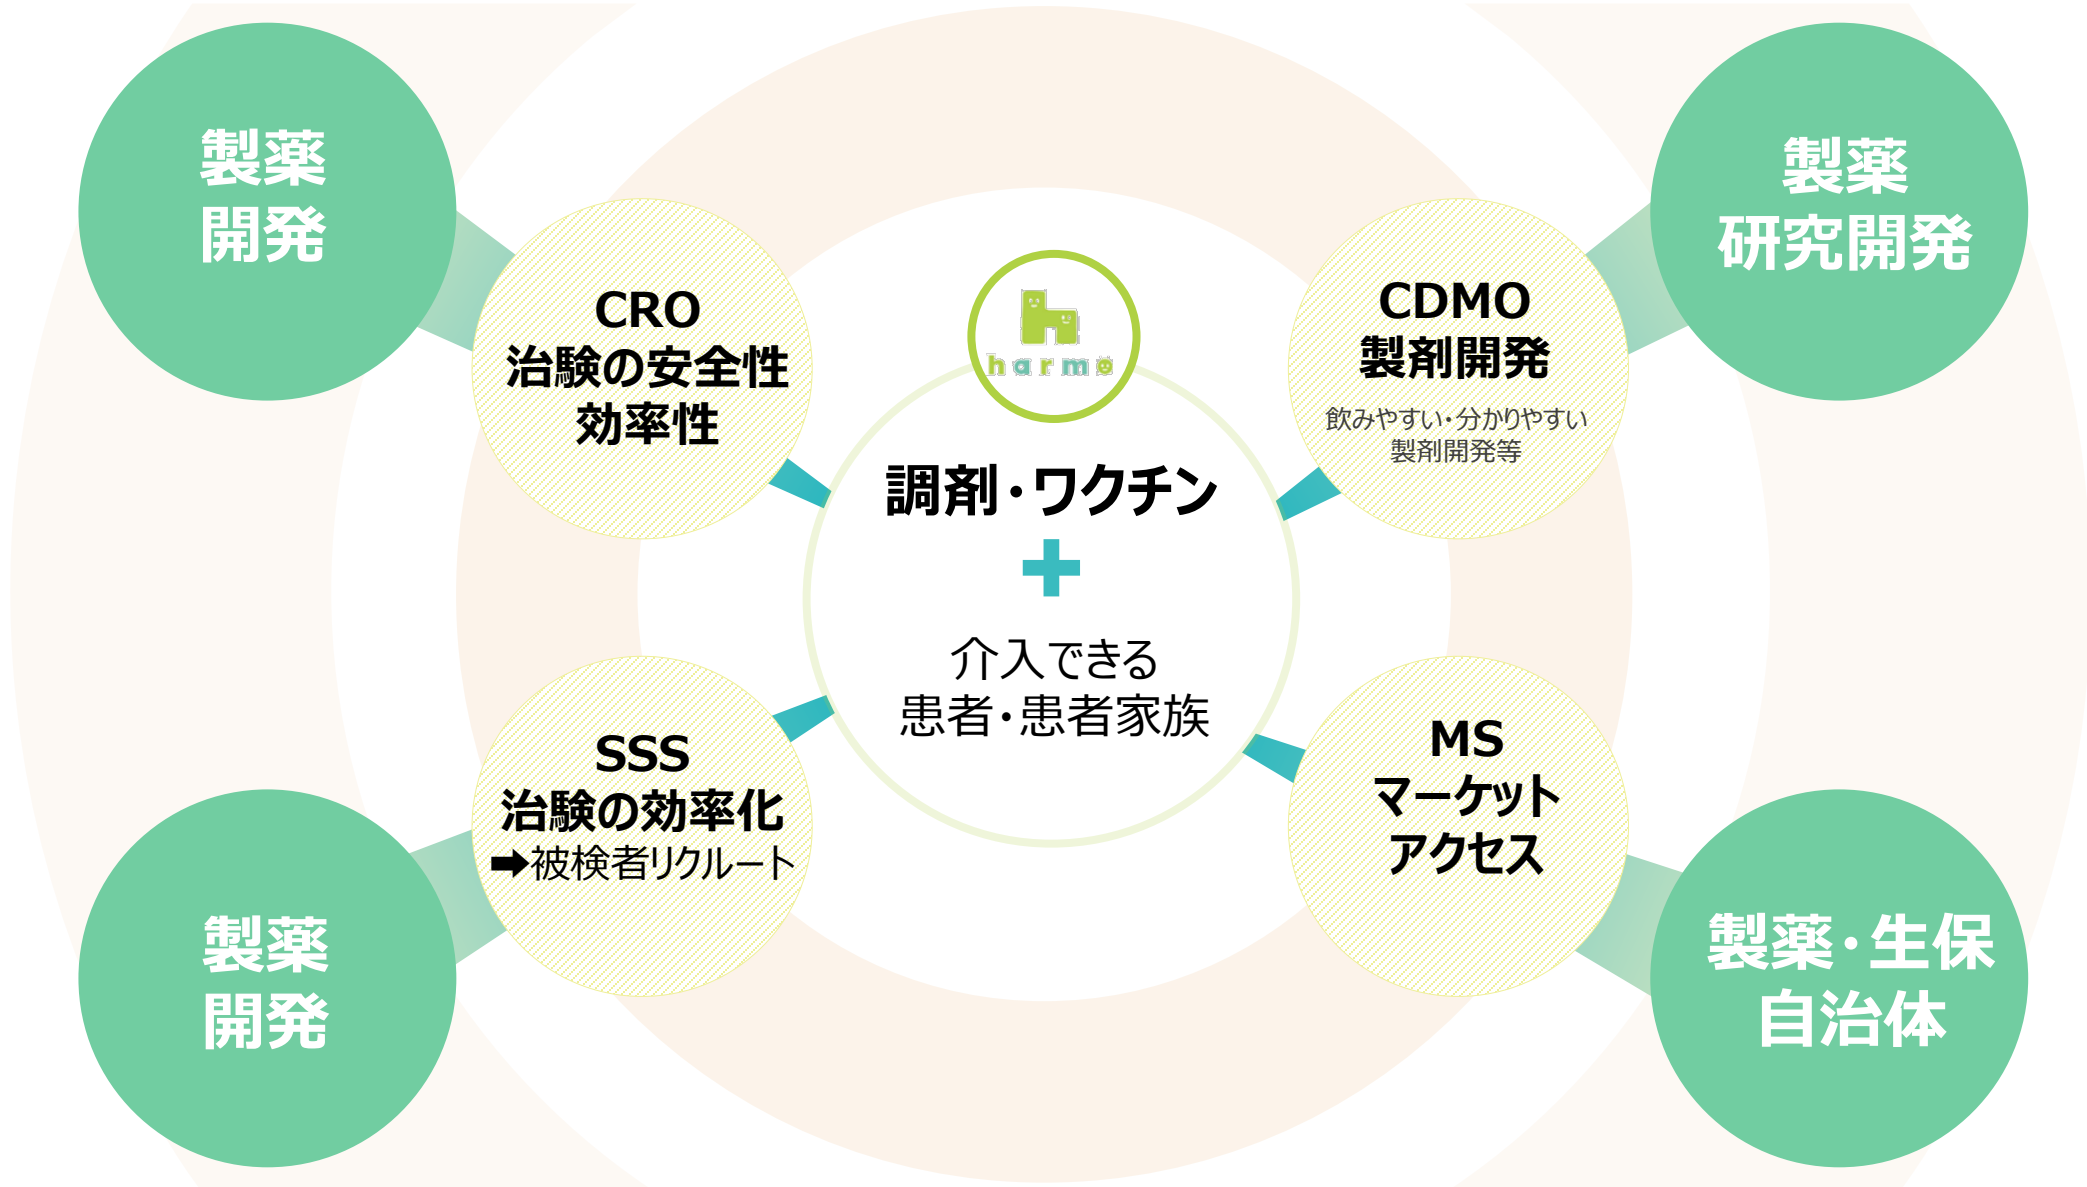 製薬
開発
CRO
治験の安全性
効率性
harmo
調剤・ワクチン
介入できる
患者・患者家族
CDMO
製剤開発
飲みやすい・分かりやすい
製剤開発等
製薬
研究開発
SSS
治験の効率化
➡被検者リクルート
製薬
開発
MS
マーケット
アクセス
製薬・生保
自治体